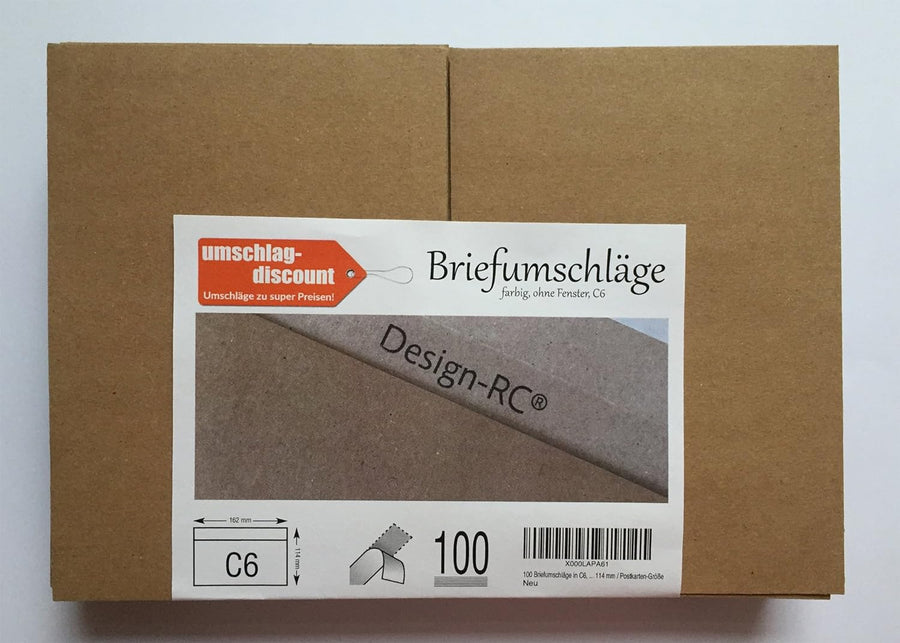 umschlag-
discount
Umschläge zu super Preisen!
Briefumschläge
farbig, ohne Fenster, C6
Design-RC®
162 mm
C6
114 mm
100
X000LAPA61
100 Briefumschläge in C6, ... 114 mm / Postkarten-Größe
Neu